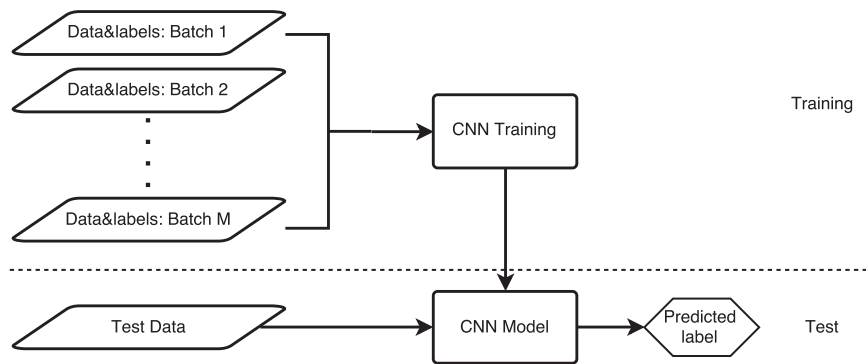 Data&labels: Batch 1
Data&labels: Batch 2
Data&labels: Batch M
CNN Training
Training
Test Data
CNN Model
Predicted
label
Test